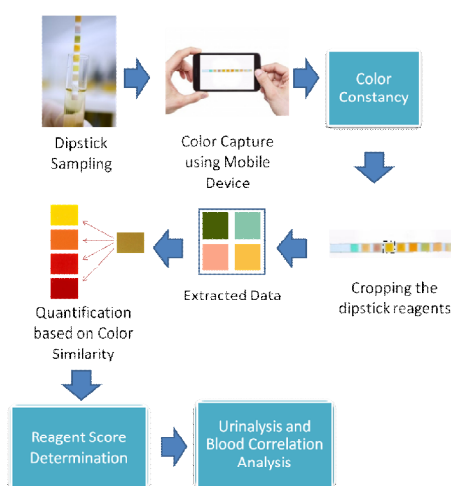 Dipstick
Sampling
Color Capture
using Mobile
Device
Color
Constancy
Quantification
based on Color
Similarity
Extracted Data
Cropping the
dipstick reagents
Reagent Score
Determination
Urinalysis and
Blood Correlation
Analysis